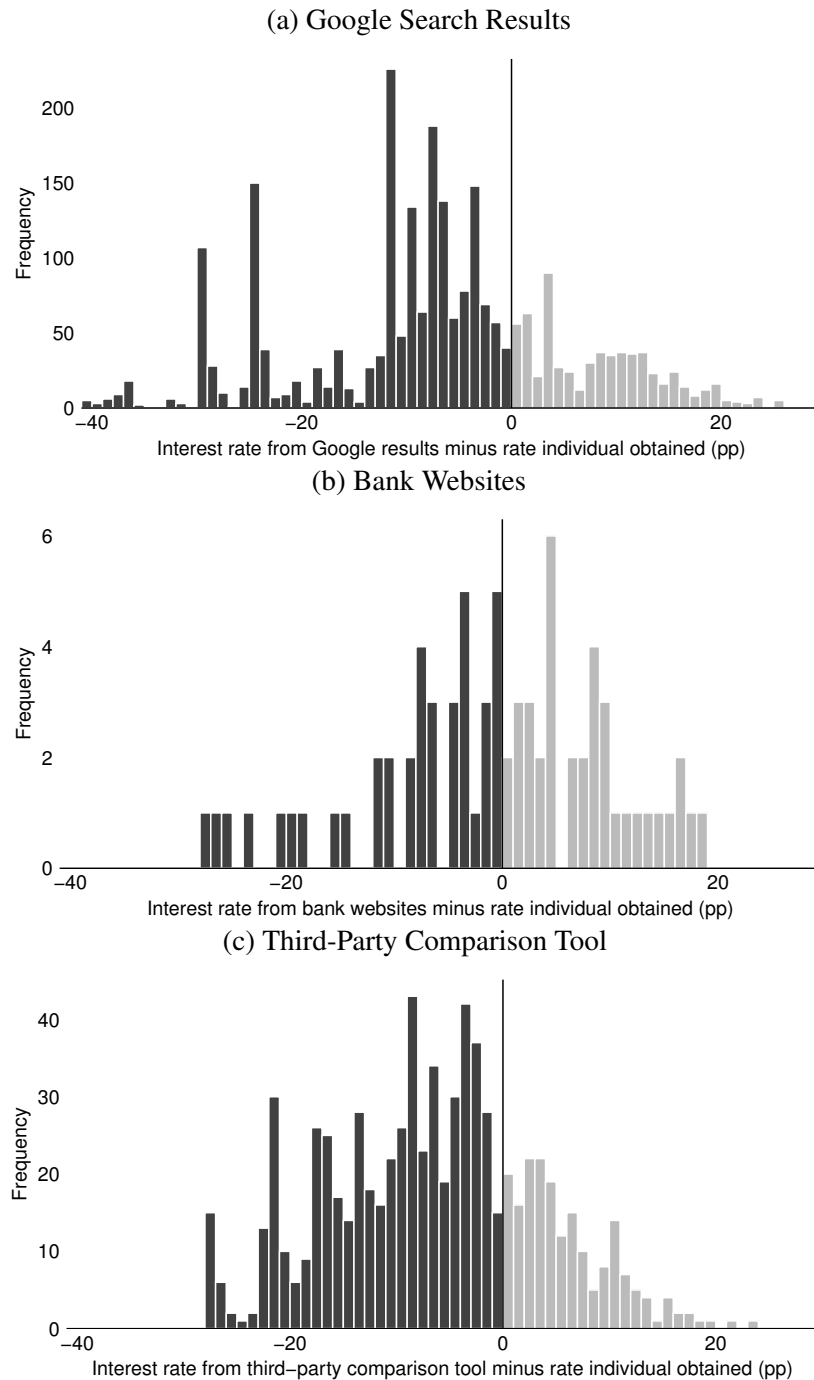 (a) Google Search Results
200
150
100
50
0
Frequency
−40
−20
0
20
Interest rate from Google results minus rate individual obtained (pp)
(b) Bank Websites
6
4
2
0
Frequency
−40
−20
0
20
Interest rate from bank websites minus rate individual obtained (pp)
(c) Third-Party Comparison Tool
40
30
20
10
0
Frequency
−40
−20
0
20
Interest rate from third−party comparison tool minus rate individual obtained (pp)